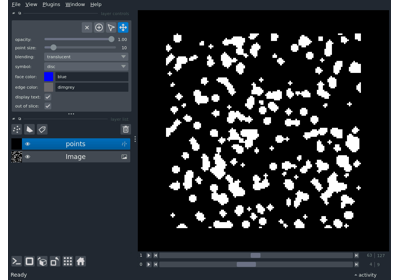 File View Plugins Window Help
opacity: 1.00
point size: 10
blending: translucent
symbol: disc
face color: blue
edge color: dimgrey
display text:
out of slice:
points
Image
Ready
activity